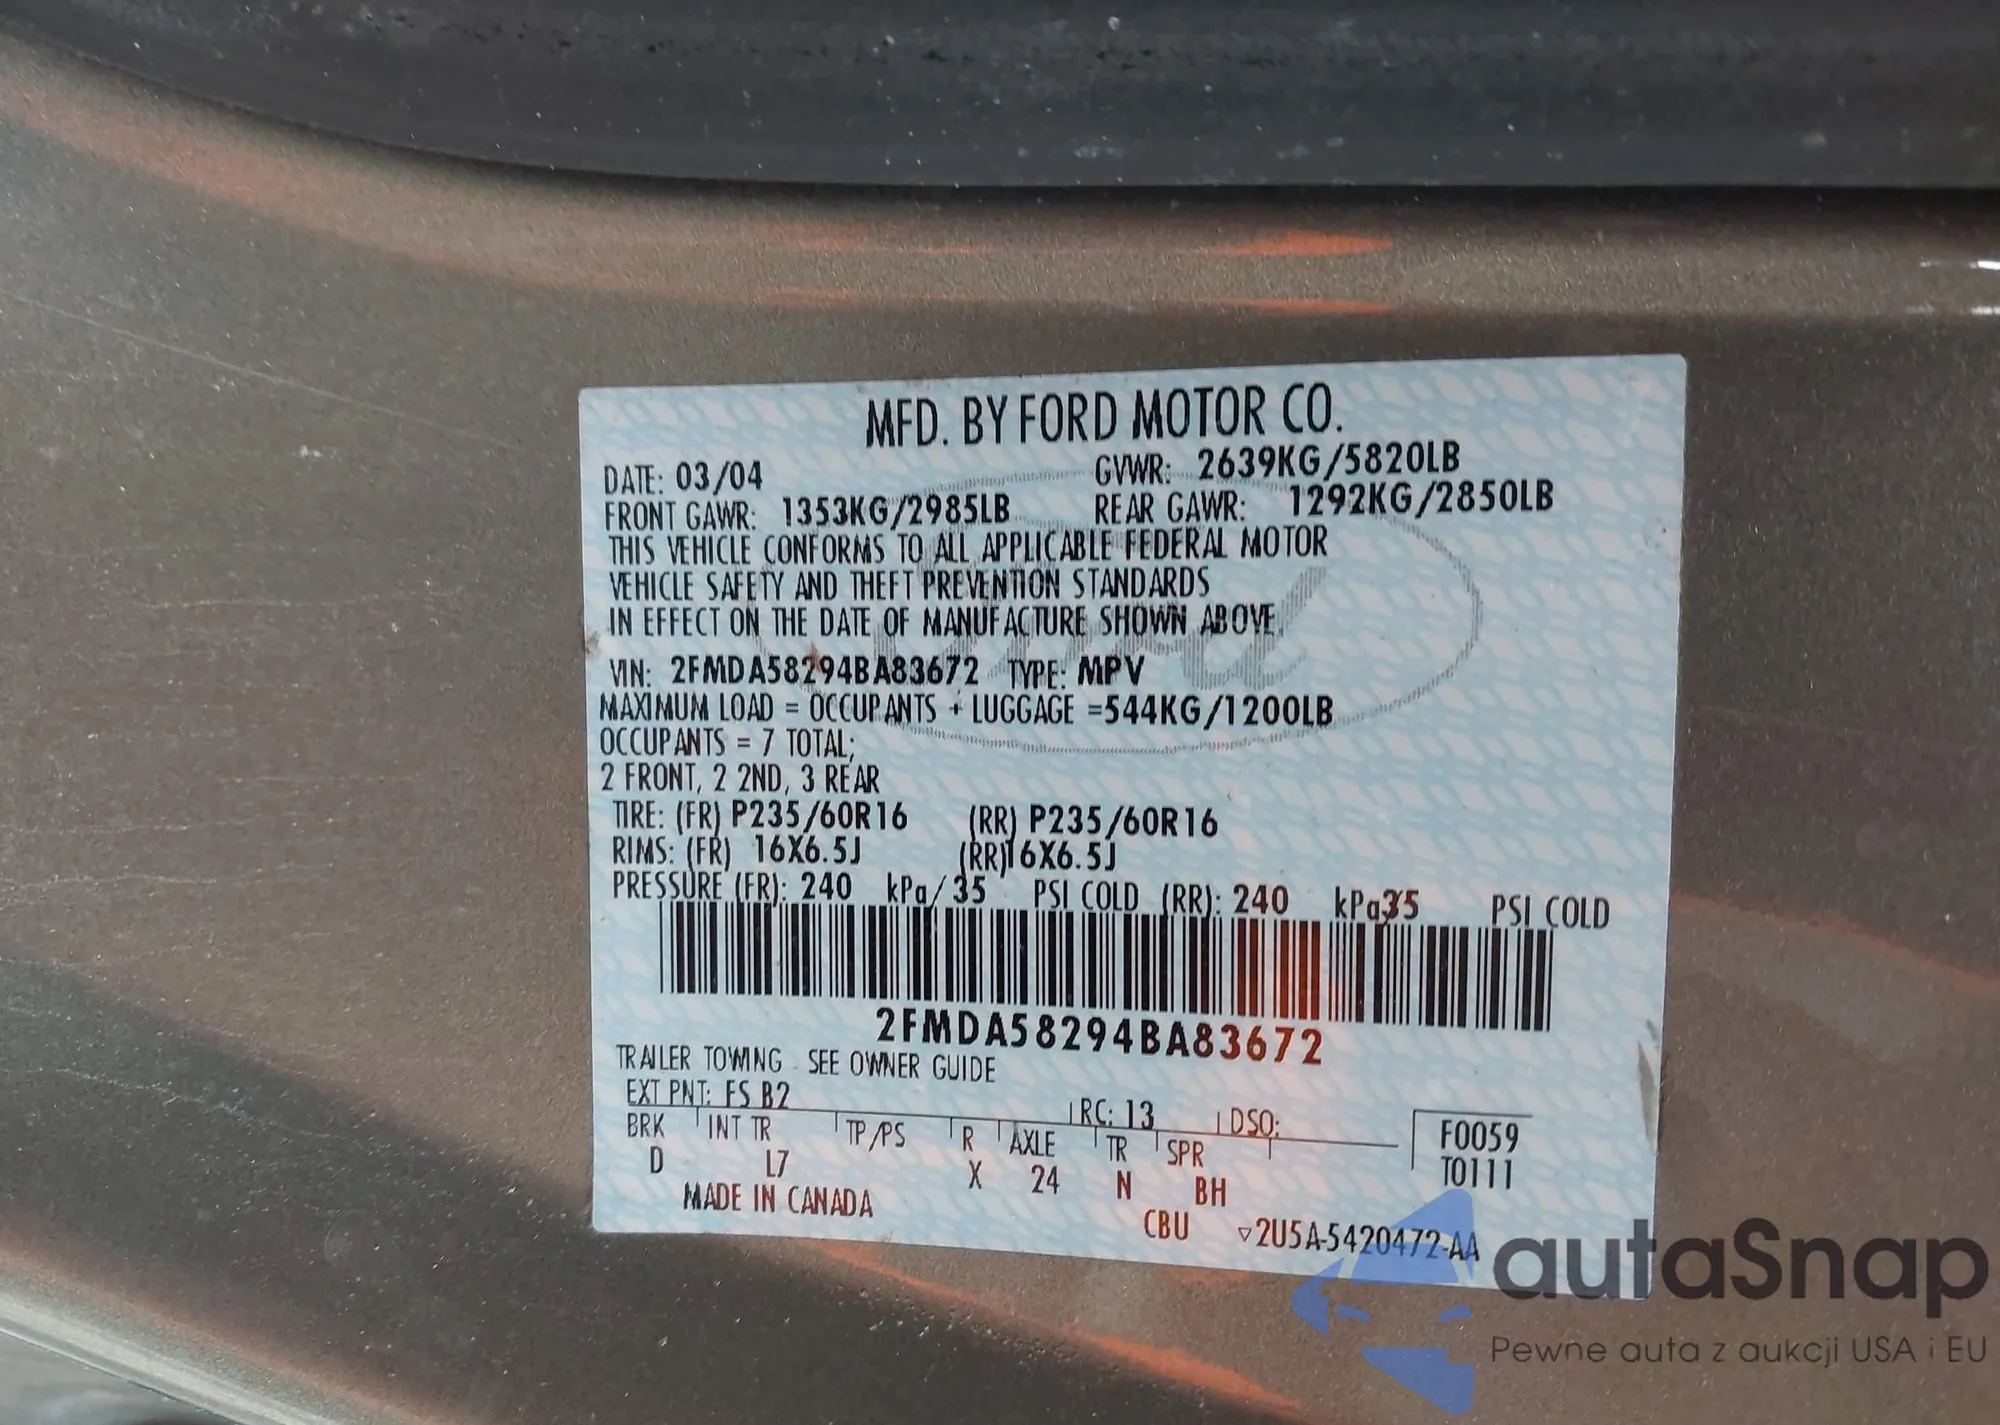 MFD. BY FORD MOTOR CO.
DATE: 03/04 GVWR: 2639KG/5820LB
FRONT GAWR: 1353KG/2985LB REAR GAWR: 1292KG/2850LB
THIS VEHICLE CONFORMS TO ALL APPLICABLE FEDERAL MOTOR
VEHICLE SAFETY AND THEFT PREVENTION STANDARDS
IN EFFECT ON THE DATE OF MANUFACTURE SHOWN ABOVE.
VIN: 2FMDA58294BA83672 TYPE: MPV
MAXIMUM LOAD = OCCUPANTS + LUGGAGE =544KG/1200LB
OCCUPANTS = 7 TOTAL;
2 FRONT, 2 2ND, 3 REAR
TIRE: (FR) P235/60R16 (RR) P235/60R16
RIMS: (FR) 16X6.5J (RR)16X6.5J
PRESSURE (FR): 240 kPa/ 35 PSI COLD (RR): 240 kPa/35 PSI COLD
2FMDA58294BA83672
TRAILER TOWING - SEE OWNER GUIDE
EXT PNT: FS B2 RC: 13 DSO: F0059
BRK INT TR TP/PS R AXLE TR SPR T0111
D L7 X 24 N BH
MADE IN CANADA CBU ▽2U5A-5420472-AA
Ford
autaSnap
Pewne auta z aukcji USA i EU